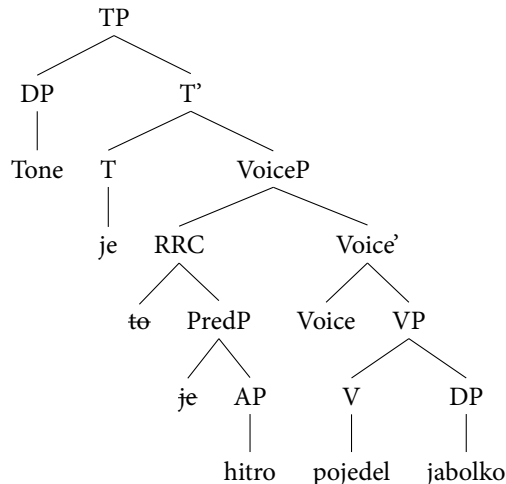 TP
DP T’
Tone T VoiceP
je RRC Voice’
to PredP Voice VP
je AP V DP
hitro pojedel jabolko